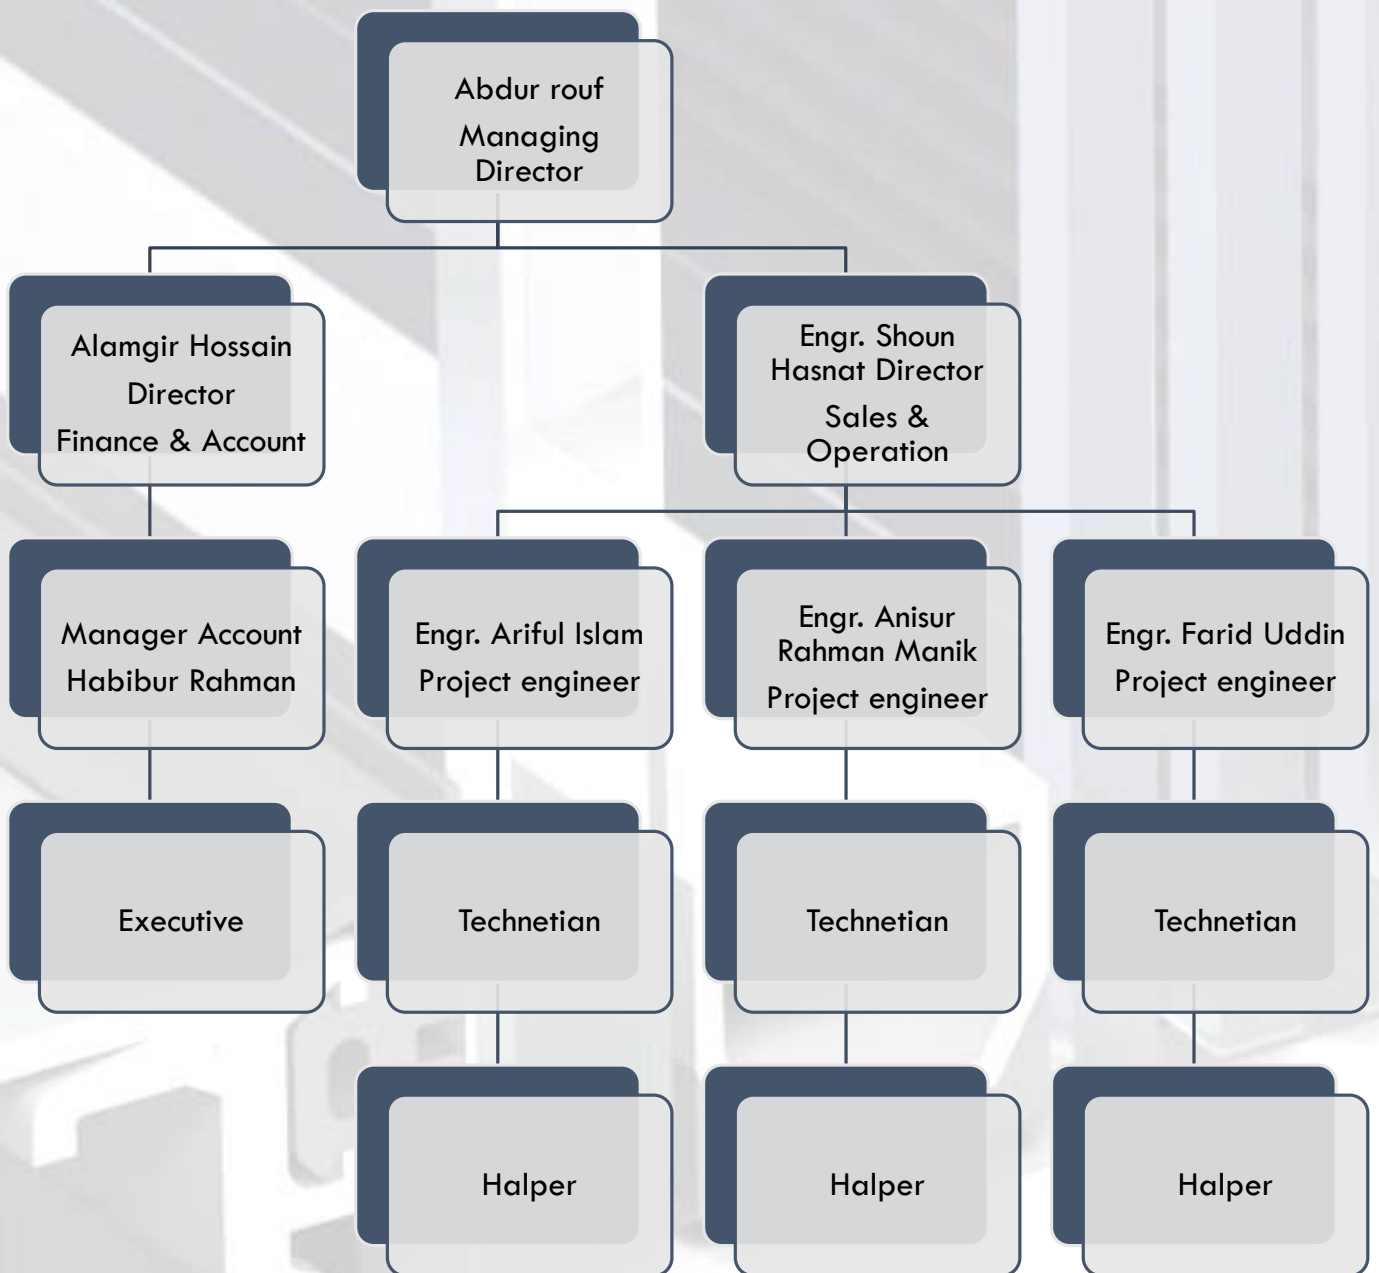 Abdur rouf
Managing
Director
Alamgir Hossain
Director
Finance & Account
Engr. Shoun
Hasnat Director
Sales &
Operation
Manager Account
Habibur Rahman
Engr. Ariful Islam
Project engineer
Engr. Anisur
Rahman Manik
Project engineer
Engr. Farid Uddin
Project engineer
Executive
Technetian
Technetian
Technetian
Halper
Halper
Halper